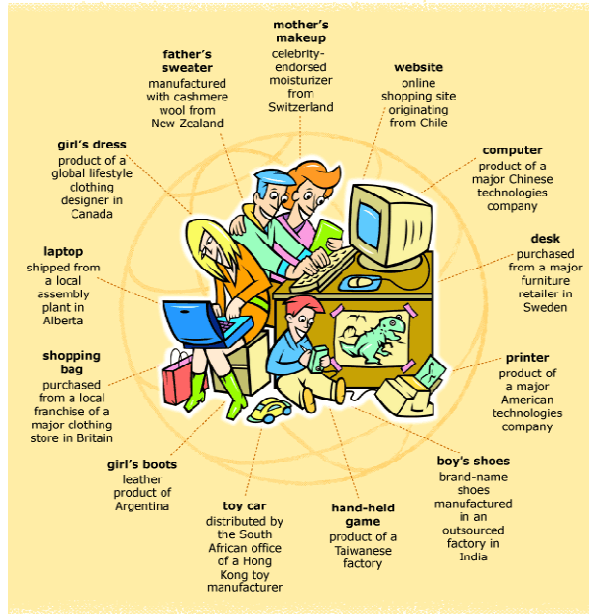 mother's
makeup
celebrity-
endorsed
moisturizer
from
Switzerland
father's
sweater
manufactured
with cashmere
wool from
New Zealand
website
online
shopping site
originating
from Chile
girl's dress
product of a
global lifestyle
clothing
designer in
Canada
computer
product of a
major Chinese
technologies
company
laptop
shipped from
a local
assembly
plant in
Alberta
desk
purchased
from a major
furniture
retailer in
Sweden
shopping
bag
purchased
from a local
franchise of a
major clothing
store in Britain
printer
product of
a major
American
technologies
company
girl's boots
leather
product of
Argentina
toy car
distributed by
the South
African office
of a Hong
Kong toy
manufacturer
hand-held
game
product of a
Taiwanese
factory
boy's shoes
brand-name
shoes
manufactured
in an
outsourced
factory in
India